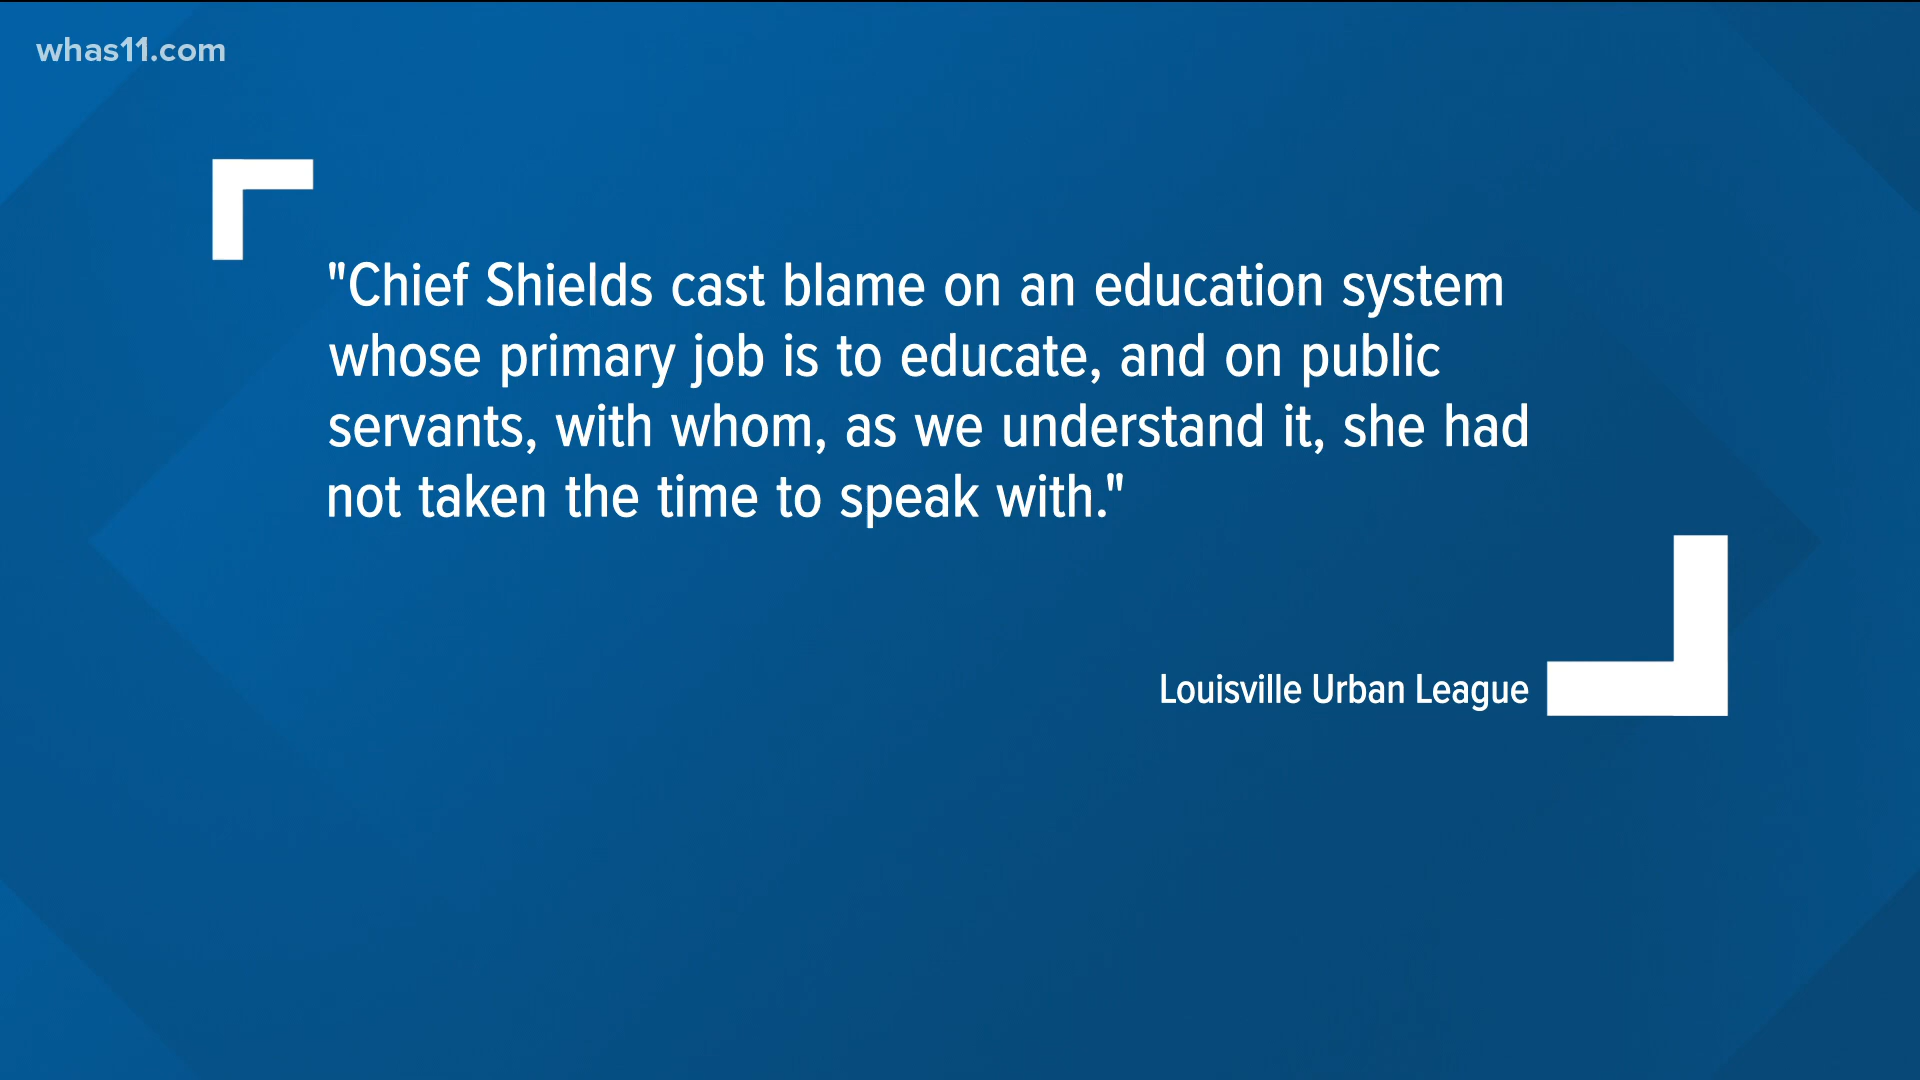 whas11.com
"Chief Shields cast blame on an education system
whose primary job is to educate, and on public
servants, with whom, as we understand it, she had
not taken the time to speak with."
Louisville Urban League